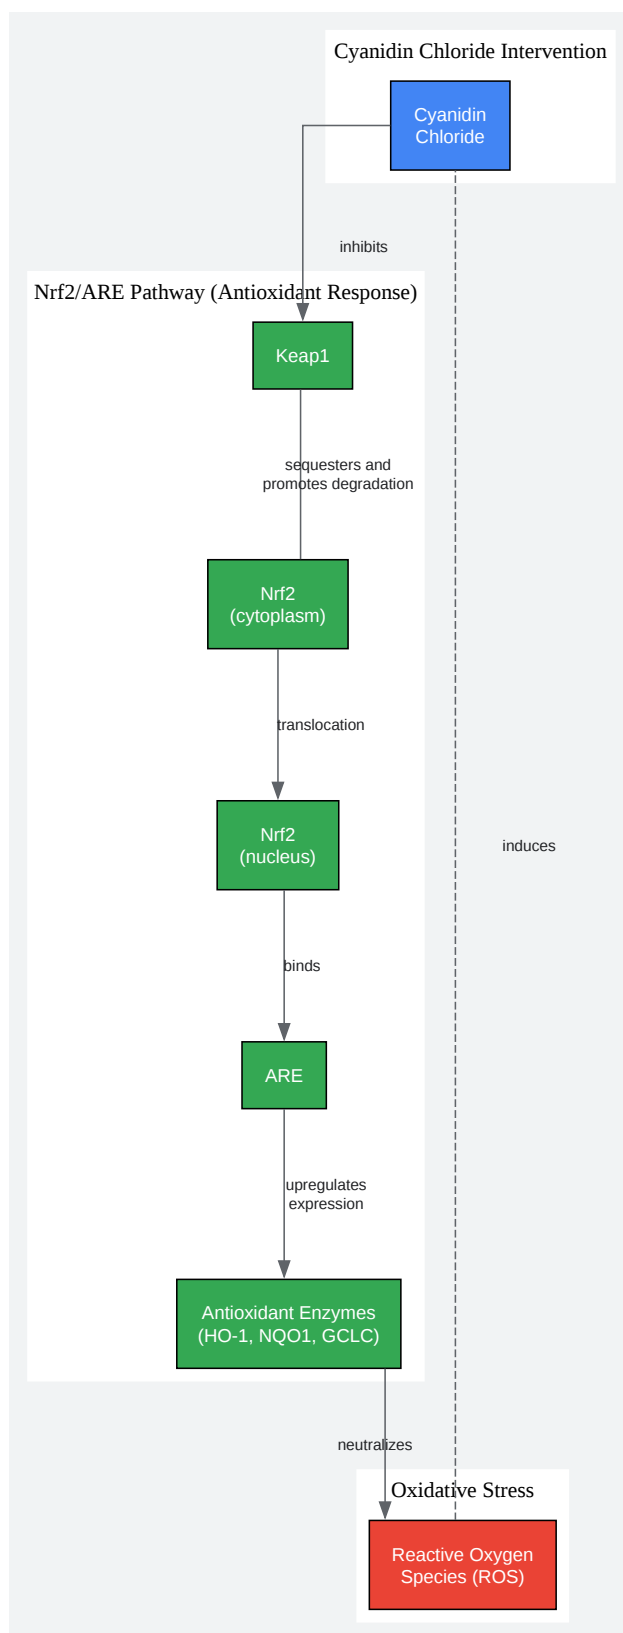 Cyanidin Chloride Intervention
Cyanidin
Chloride
inhibits
Nrf2/ARE Pathway (Antioxidant Response)
Keap1
sequesters and
promotes degradation
Nrf2
(cytoplasm)
translocation
Nrf2
(nucleus)
induces
binds
ARE
upregulates
expression
Antioxidant Enzymes
(HO-1, NQO1, GCLC)
neutralizes
Oxidative Stress
Reactive Oxygen
Species (ROS)